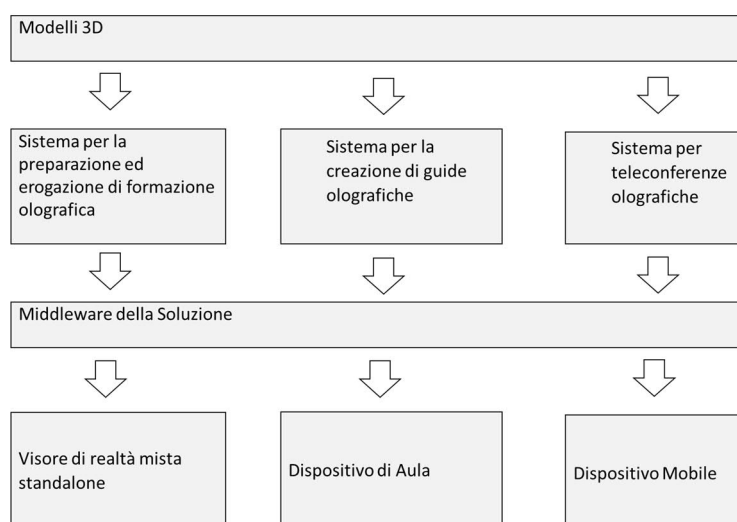 Modelli 3D
Sistema per la
preparazione ed
erogazione di formazione
olografica
Sistema per la
creazione di guide
olografiche
Sistema per
teleconferenze
olografiche
Middleware della Soluzione
Visore di realtà mista
standalone
Dispositivo di Aula
Dispositivo Mobile